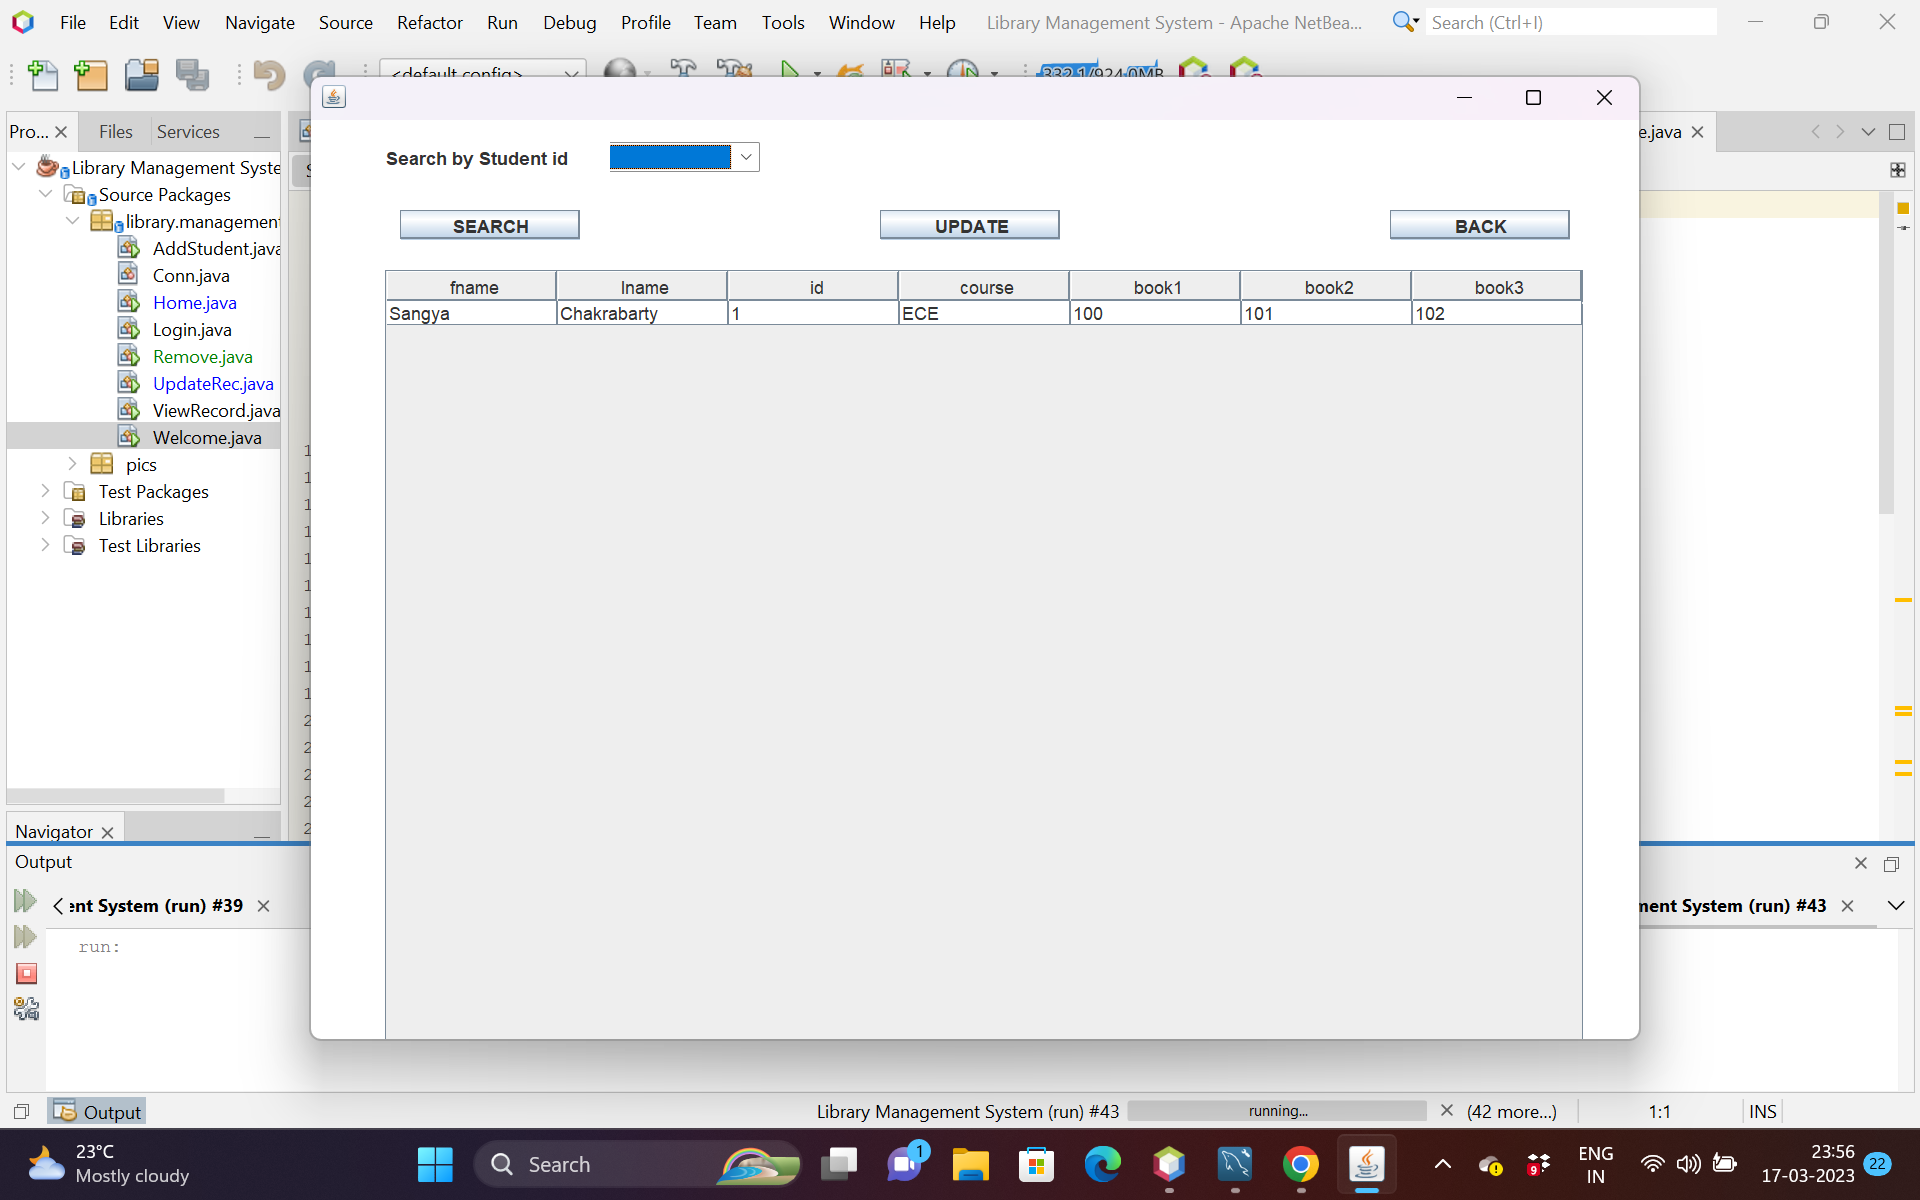 File Edit View Navigate Source Refactor Run Debug Profile Team Tools Window Help Library Management System - Apache NetBea... Search (Ctrl+I)
<default config>
332.1/924.0MB
Pro... Files Services
e.java
Library Management Syste
Source Packages
library.management
AddStudent.java
Conn.java
Home.java
Login.java
Remove.java
UpdateRec.java
ViewRecord.java
Welcome.java
pics
Test Packages
Libraries
Test Libraries
Search by Student id
SEARCH UPDATE BACK
fname lname id course book1 book2 book3
Sangya Chakrabarty 1 ECE 100 101 102
Navigator
Output
ent System (run) #39
ment System (run) #43
run:
Output
Library Management System (run) #43 running... (42 more...) 1:1 INS
23°C
Mostly cloudy
Search
1
9
ENG
IN
23:56
17-03-2023
22